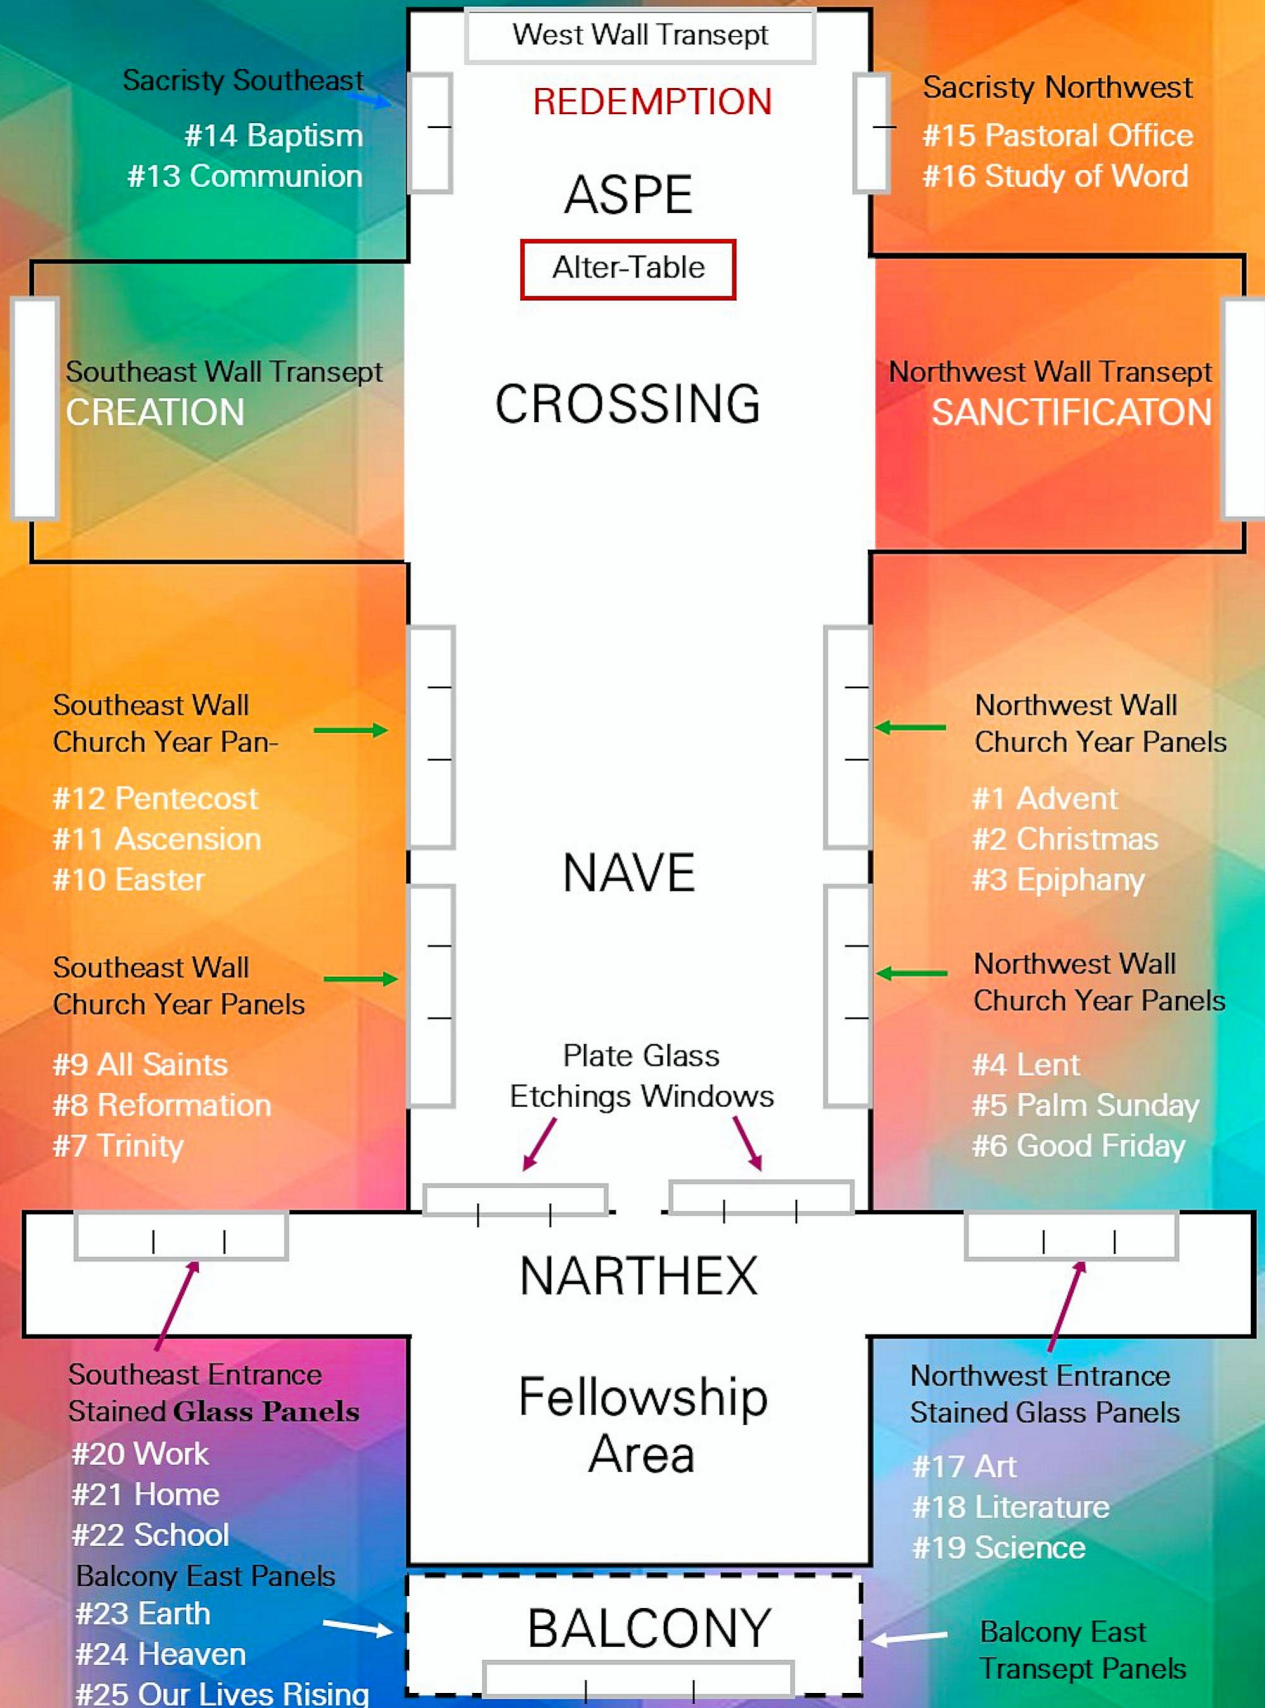 West Wall Transept
REDEMPTION
Sacristy Southeast
#14 Baptism
#13 Communion
Sacristy Northwest
#15 Pastoral Office
#16 Study of Word
ASPE
Alter-Table
Southeast Wall Transept
CREATION
CROSSING
Northwest Wall Transept
SANCTIFICATON
Southeast Wall
Church Year Pan-
#12 Pentecost
#11 Ascension
#10 Easter
Northwest Wall
Church Year Panels
#1 Advent
#2 Christmas
#3 Epiphany
NAVE
Southeast Wall
Church Year Panels
#9 All Saints
#8 Reformation
#7 Trinity
Northwest Wall
Church Year Panels
#4 Lent
#5 Palm Sunday
#6 Good Friday
Plate Glass
Etchings Windows
NARTHEX
Fellowship
Area
Southeast Entrance
Stained Glass Panels
#20 Work
#21 Home
#22 School
Northwest Entrance
Stained Glass Panels
#17 Art
#18 Literature
#19 Science
Balcony East Panels
#23 Earth
#24 Heaven
#25 Our Lives Rising
BALCONY
Balcony East
Transept Panels